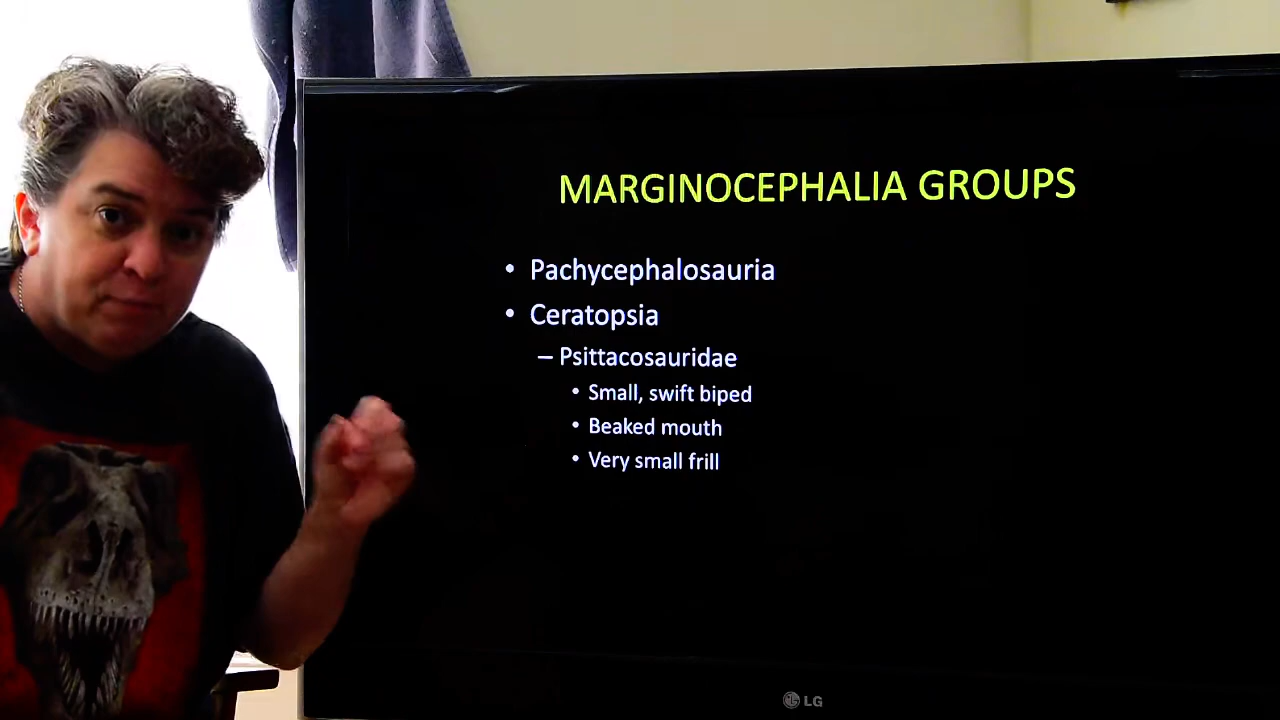 MARGINOCEPHALIA GROUPS
• Pachycephalosauria
• Ceratopsia
– Psittacosauridae
• Small, swift biped
• Beaked mouth
• Very small frill
LG